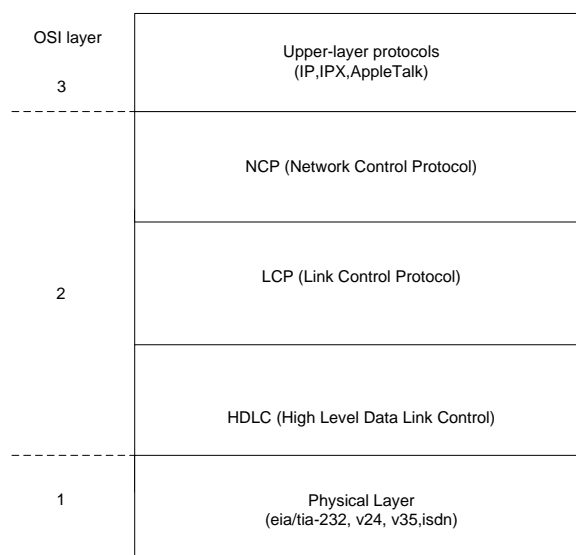 OSI layer
Upper-layer protocols
(IP,IPX,AppleTalk)
3
NCP (Network Control Protocol)
LCP (Link Control Protocol)
2
HDLC (High Level Data Link Control)
1
Physical Layer
(eia/tia-232, v24, v35,isdn)